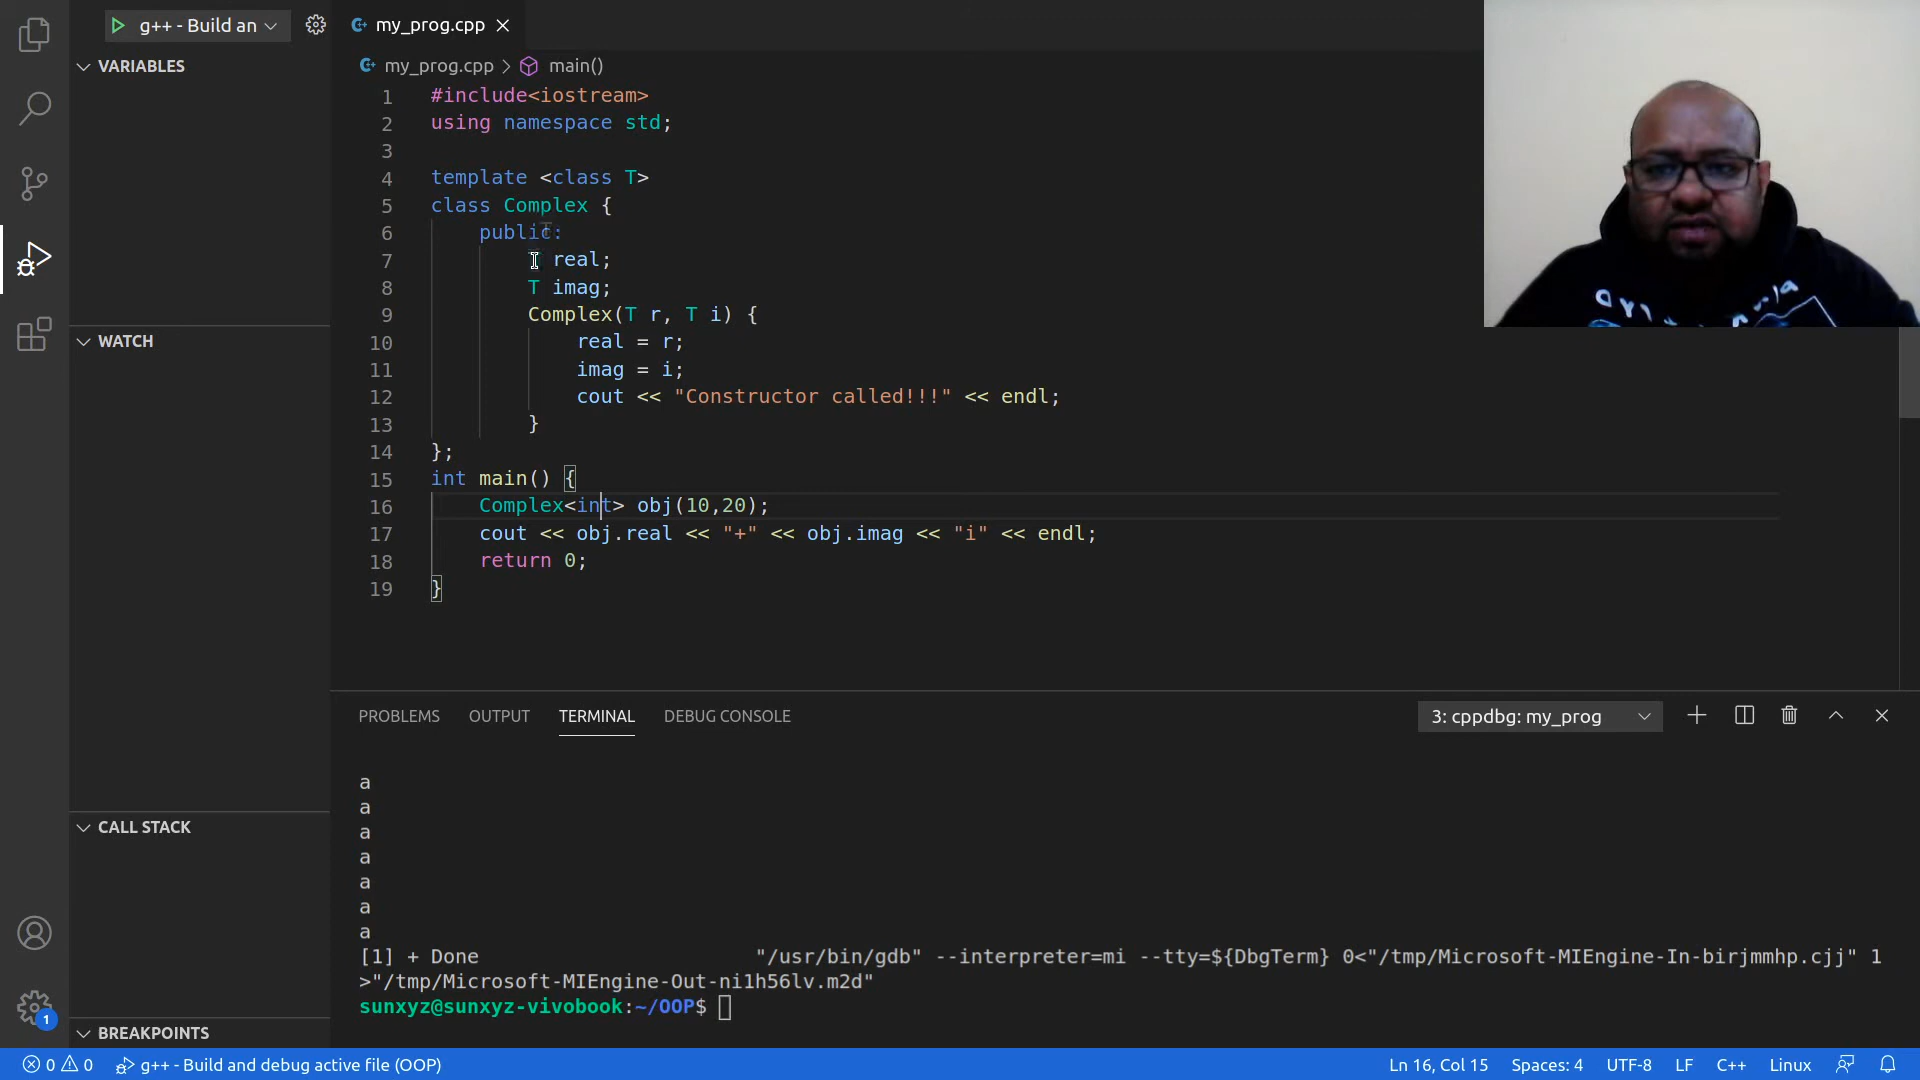 g++ - Build an
my_prog.cpp
VARIABLES
my_prog.cpp > main()
1 #include<iostream>
2 using namespace std;
3
4 template <class T>
5 class Complex {
6 public:
7 T real;
8 T imag;
9 Complex(T r, T i) {
10 real = r;
11 imag = i;
12 cout << "Constructor called!!!" << endl;
13 }
14 };
15 int main() {
16 Complex<int> obj(10,20);
17 cout << obj.real << "+" << obj.imag << "i" << endl;
18 return 0;
19 }
WATCH
CALL STACK
BREAKPOINTS
PROBLEMS OUTPUT TERMINAL DEBUG CONSOLE 3: cppdbg: my_prog
a
a
a
a
a
a
a
[1] + Done "/usr/bin/gdb" --interpreter=mi --tty=${DbgTerm} 0<"/tmp/Microsoft-MIEngine-In-birjmmhp.cjj" 1
>"/tmp/Microsoft-MIEngine-Out-ni1h56lv.m2d"
sunxyz@sunxyz-vivobook:~/OOP$
1
0 0 g++ - Build and debug active file (OOP) Ln 16, Col 15 Spaces: 4 UTF-8 LF C++ Linux